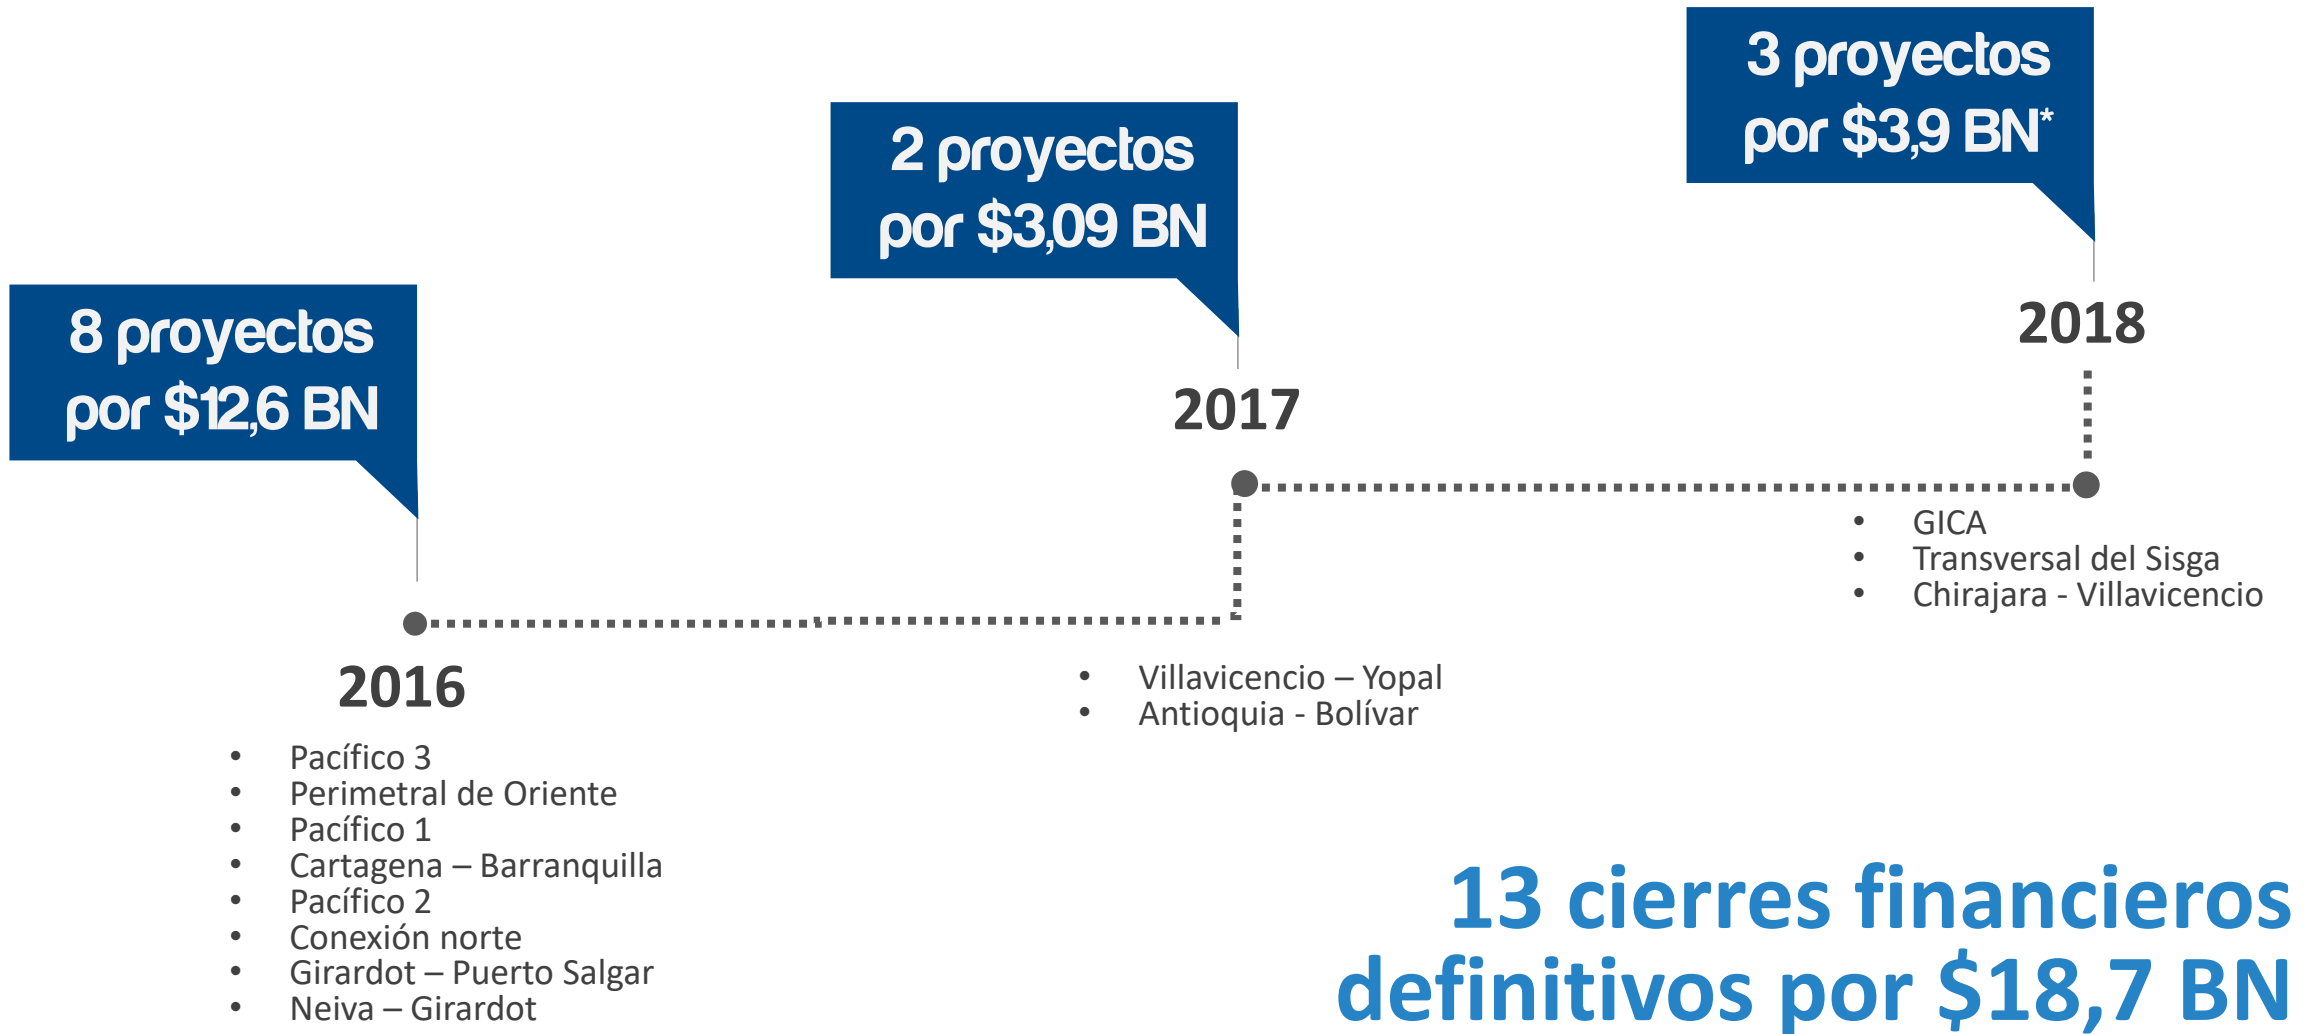 8 proyectos
por $12,6 BN
2016
• Pacífico 3
• Perimetral de Oriente
• Pacífico 1
• Cartagena – Barranquilla
• Pacífico 2
• Conexión norte
• Girardot – Puerto Salgar
• Neiva – Girardot
2 proyectos
por $3,09 BN
2017
• Villavicencio – Yopal
• Antioquia - Bolívar
3 proyectos
por $3,9 BN*
2018
• GICA
• Transversal del Sisga
• Chirajara - Villavicencio
13 cierres financieros
definitivos por $18,7 BN